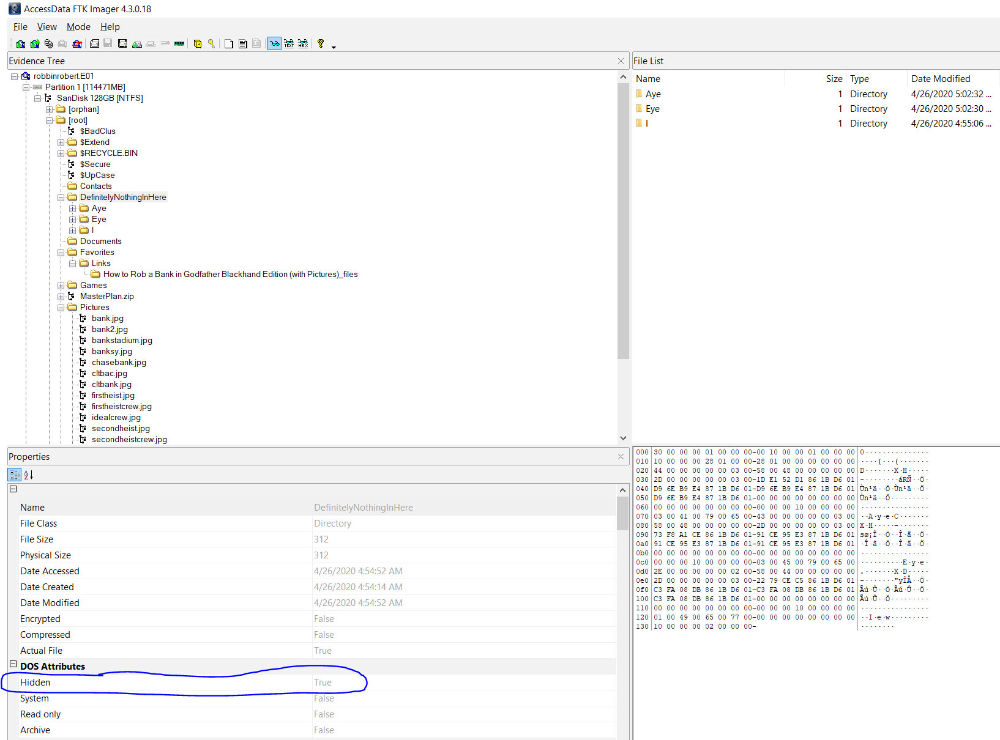 AccessData FTK Imager 4.3.0.18
File View Mode Help
Evidence Tree
robbinrobert.E01
Partition 1 [114471MB]
SanDisk 128GB [NTFS]
[orphan]
[root]
$BadClus
$Extend
$RECYCLE.BIN
$Secure
$UpCase
Contacts
DefinitelyNothingInHere
Aye
Eye
I
Documents
Favorites
Links
How to Rob a Bank in Godfather Blackhand Edition (with Pictures)_files
Games
MasterPlan.zip
Pictures
bank.jpg
bank2.jpg
bankstadium.jpg
banksy.jpg
chasebank.jpg
cltbac.jpg
cltbank.jpg
firstheist.jpg
firstheistcrew.jpg
idealcrew.jpg
secondheist.jpg
secondheistcrew.jpg
File List
Name Size Type Date Modified
Aye 1 Directory 4/26/2020 5:02:32 ...
Eye 1 Directory 4/26/2020 5:02:30 ...
I 1 Directory 4/26/2020 4:55:06 ...
Properties
Name DefinitelyNothingInHere
File Class Directory
File Size 312
Physical Size 312
Date Accessed 4/26/2020 4:54:52 AM
Date Created 4/26/2020 4:54:14 AM
Date Modified 4/26/2020 4:54:52 AM
Encrypted False
Compressed False
Actual File True
DOS Attributes
Hidden True
System False
Read only False
Archive False
000 30 00 00 00 01 00 00 00-00 10 00 00 01 00 00 00 0···············
010 10 00 00 00 28 01 00 00-28 01 00 00 00 00 00 00 ····(···(·······
020 44 00 00 00 00 00 03 00-58 00 48 00 00 00 00 00 D·······X·H·····
030 2D 00 00 00 00 00 03 00-1D E1 52 D1 86 1B D6 01 -········áRÑ··Ö·
040 D9 6E B9 E4 87 1B D6 01-D9 6E B9 E4 87 1B D6 01 Ùn¹ä··Ö·Ùn¹ä··Ö·
050 D9 6E B9 E4 87 1B D6 01-00 00 00 00 00 00 00 00 Ùn¹ä··Ö·········
060 00 00 00 00 00 00 00 00-00 00 00 10 00 00 00 00 ················
070 03 00 41 00 79 00 65 00-43 00 00 00 00 00 03 00 ··A·y·e·C·······
080 58 00 48 00 00 00 00 00-2D 00 00 00 00 00 03 00 X·H·····-·······
090 73 F8 A1 CE 86 1B D6 01-91 CE 95 E3 87 1B D6 01 sø¡Î··Ö··Î·ã··Ö·
0a0 91 CE 95 E3 87 1B D6 01-91 CE 95 E3 87 1B D6 01 ·Î·ã··Ö··Î·ã··Ö·
0b0 00 00 00 00 00 00 00 00-00 00 00 00 00 00 00 00 ················
0c0 00 00 00 10 00 00 00 00-03 00 45 00 79 00 65 00 ··········E·y·e·
0d0 2E 00 00 00 00 00 02 00-58 00 44 00 00 00 00 00 .·······X·D·····
0e0 2D 00 00 00 00 00 03 00-22 79 CE C5 86 1B D6 01 -·······"yÎÅ··Ö·
0f0 C3 FA 08 DB 86 1B D6 01-C3 FA 08 DB 86 1B D6 01 Ãú·Û··Ö·Ãú·Û··Ö·
100 C3 FA 08 DB 86 1B D6 01-00 00 00 00 00 00 00 00 Ãú·Û··Ö·········
110 00 00 00 00 00 00 00 00-00 00 00 10 00 00 00 00 ················
120 01 00 49 00 65 00 77 00-00 00 00 00 00 00 00 00 ··I·e·w·········
130 10 00 00 00 02 00 00 00- ········